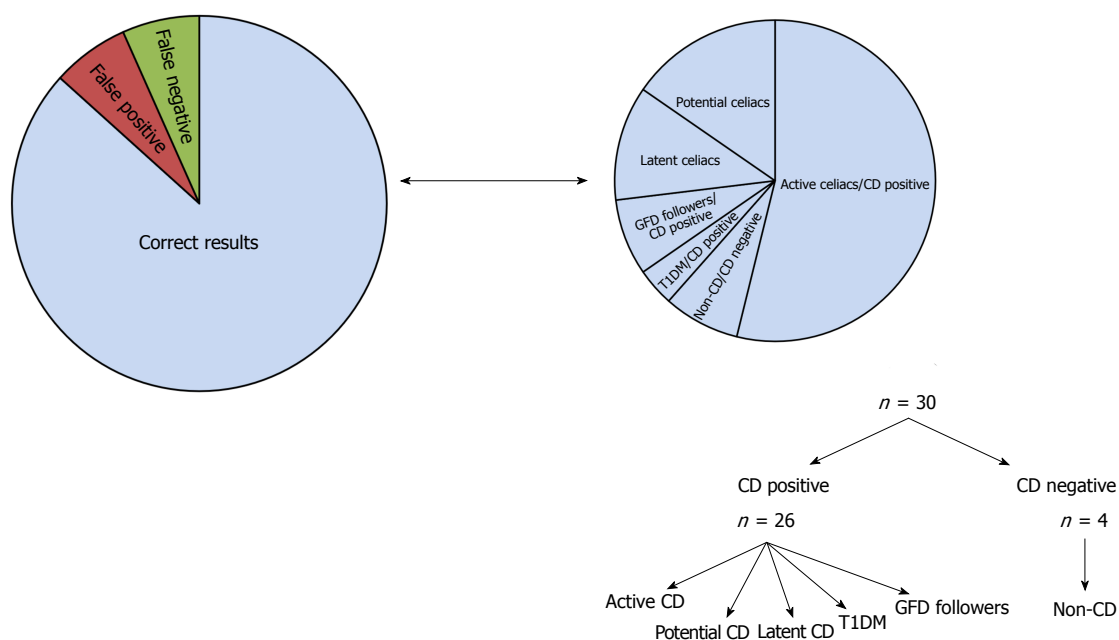 False negative
False positive
Correct results
Potential celiacs
Latent celiacs
Active celiacs/CD positive
GFD followers/
CD positive
T1DM/CD positive
Non-CD/CD negative
n = 30
CD positive
CD negative
n = 26
n = 4
Active CD
Potential CD
Latent CD
T1DM
GFD followers
Non-CD